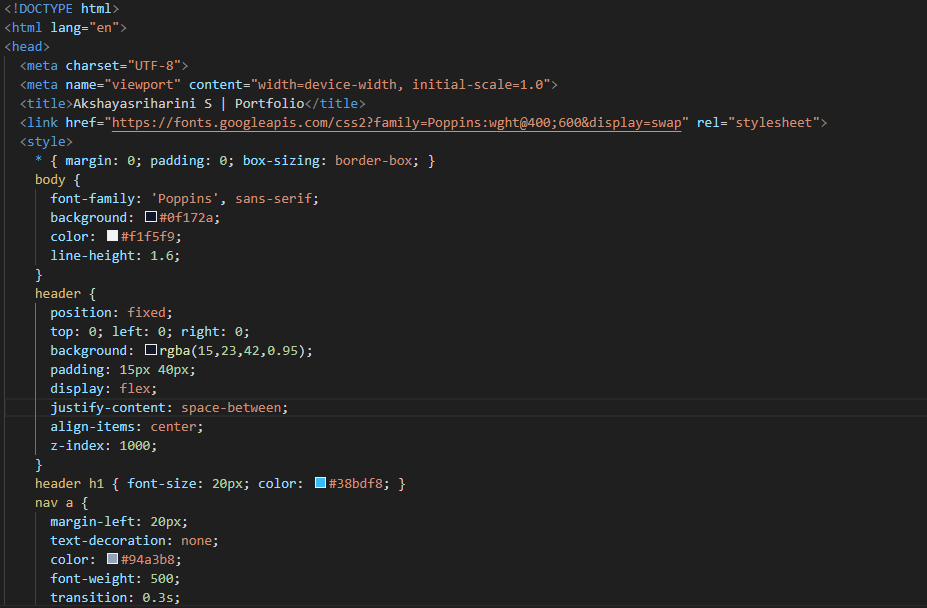 <!DOCTYPE html>
<html lang="en">
<head>
<meta charset="UTF-8">
<meta name="viewport" content="width=device-width, initial-scale=1.0">
<title>Akshayasriharini S | Portfolio</title>
<link href="https://fonts.googleapis.com/css2?family=Poppins:wght@400;600&display=swap" rel="stylesheet">
<style>
* { margin: 0; padding: 0; box-sizing: border-box; }
body {
font-family: 'Poppins', sans-serif;
background: #0f172a;
color: #f1f5f9;
line-height: 1.6;
}
header {
position: fixed;
top: 0; left: 0; right: 0;
background: rgba(15,23,42,0.95);
padding: 15px 40px;
display: flex;
justify-content: space-between;
align-items: center;
z-index: 1000;
}
header h1 { font-size: 20px; color: #38bdf8; }
nav a {
margin-left: 20px;
text-decoration: none;
color: #94a3b8;
font-weight: 500;
transition: 0.3s;